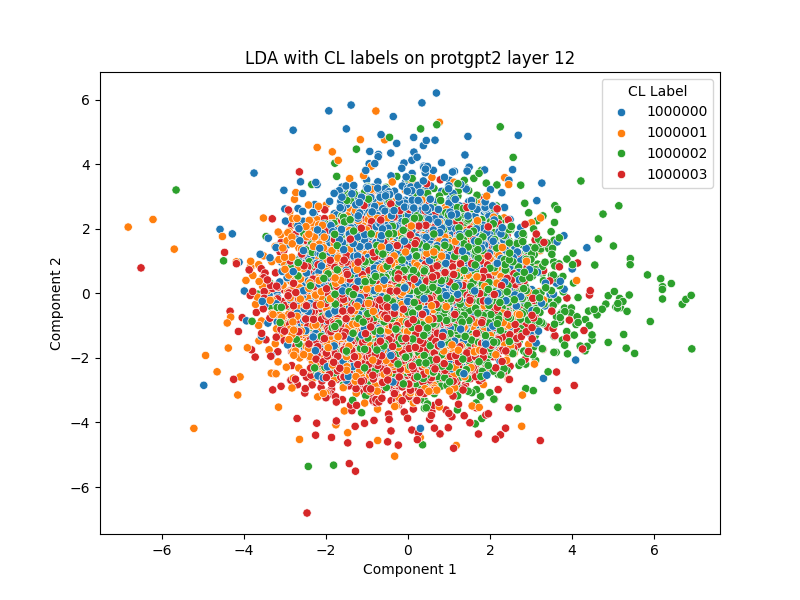 LDA with CL labels on protgpt2 layer 12
CL Label
1000000
1000001
1000002
1000003
6
4
2
0
−2
−4
−6
Component 2
−6 −4 −2 0 2 4 6
Component 1